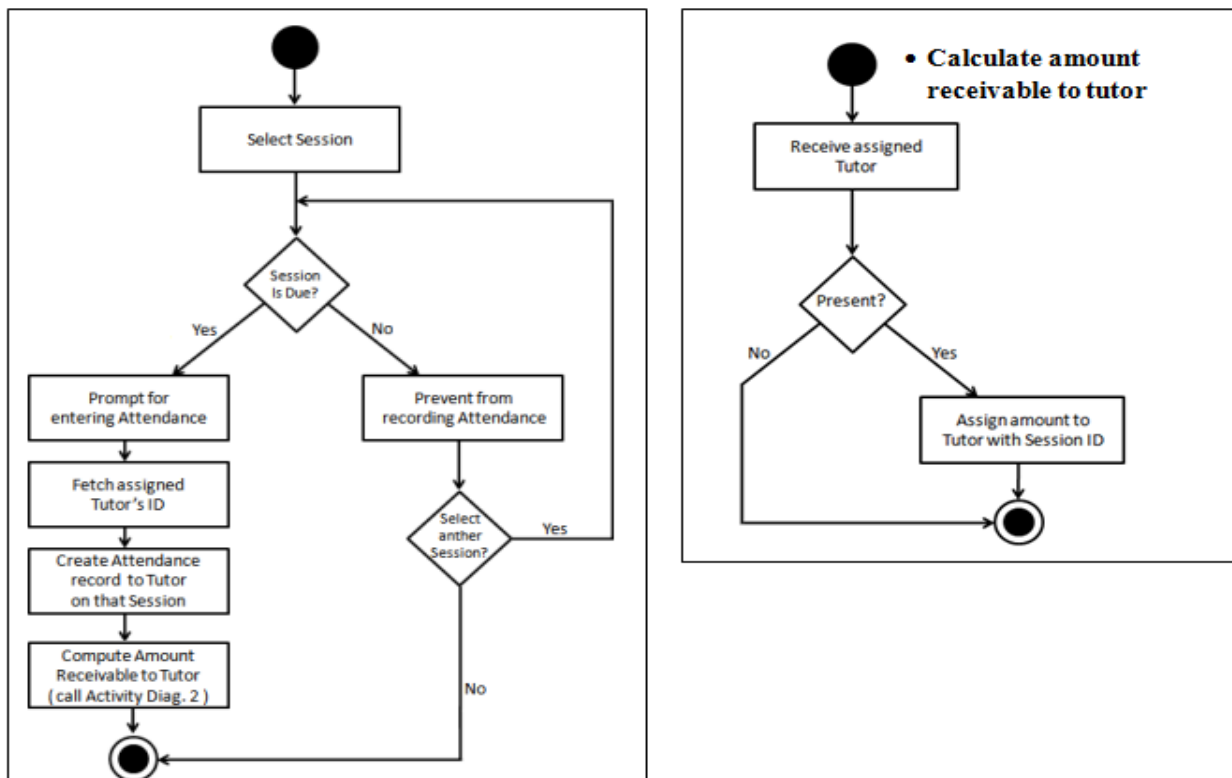 Select Session
Session
Is Due?
Yes
No
Prompt for
entering Attendance
Prevent from
recording Attendance
Fetch assigned
Tutor's ID
Select
anther
Session?
Yes
Create Attendance
record to Tutor
on that Session
Compute Amount
Receivable to Tutor
( call Activity Diag. 2 )
No
• Calculate amount
receivable to tutor
Receive assigned
Tutor
Present?
No
Yes
Assign amount to
Tutor with Session ID